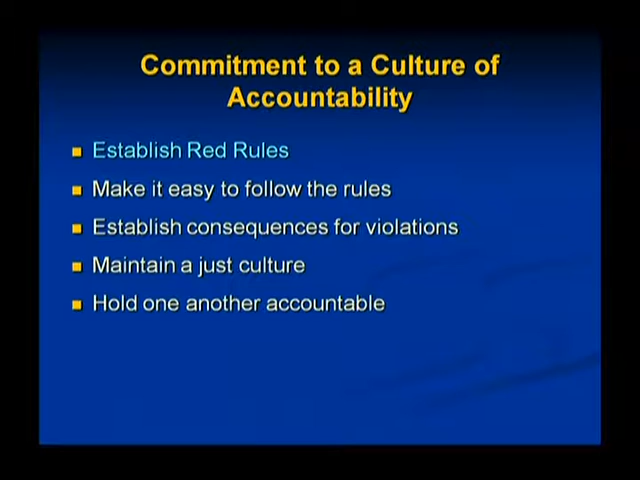 Commitment to a Culture of
Accountability
Establish Red Rules
Make it easy to follow the rules
Establish consequences for violations
Maintain a just culture
Hold one another accountable